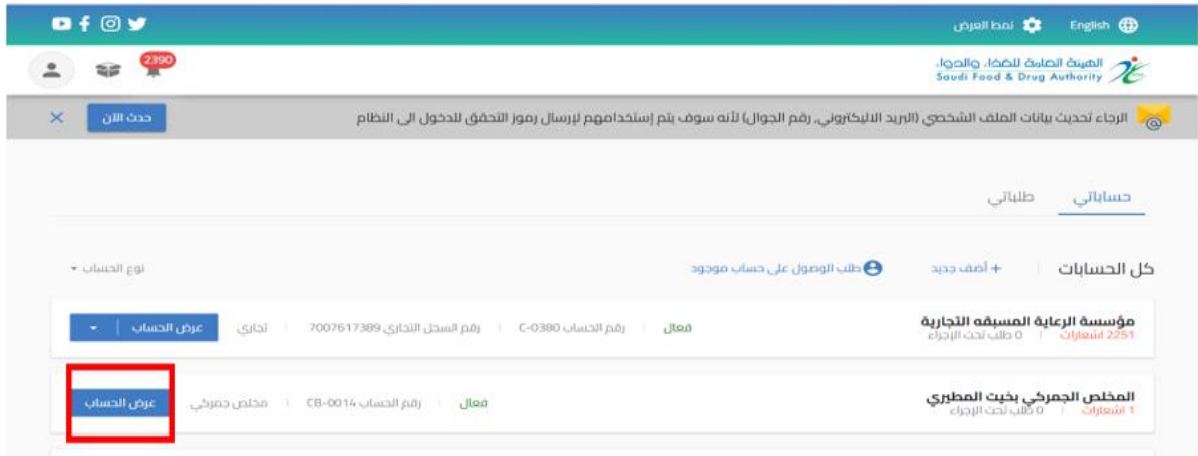 English نمط العرض
الهيئة العامة للغذاء والدواء
Saudi Food & Drug Authority
2390
الرجاء تحديث بيانات الملف الشخصي (البريد الاليكتروني, رقم الجوال) لأنه سوف يتم إستخدامهم لإرسال رموز التحقق للدخول الى النظام
حدث الآن
حساباتي طلباتي
كل الحسابات + أضف جديد طلب الوصول على حساب موجود نوع الحساب
مؤسسة الرعاية المسبقه التجارية
2251 اشعارات 0 طلب تحت الإجراء
فعال رقم الحساب C-0380 رقم السجل التجاري 7007617389 تجاري عرض الحساب
المخلص الجمركي بخيت المطيري
1 اشعارات 0 طلب تحت الإجراء
فعال رقم الحساب CB-0014 مخلص جمركي عرض الحساب